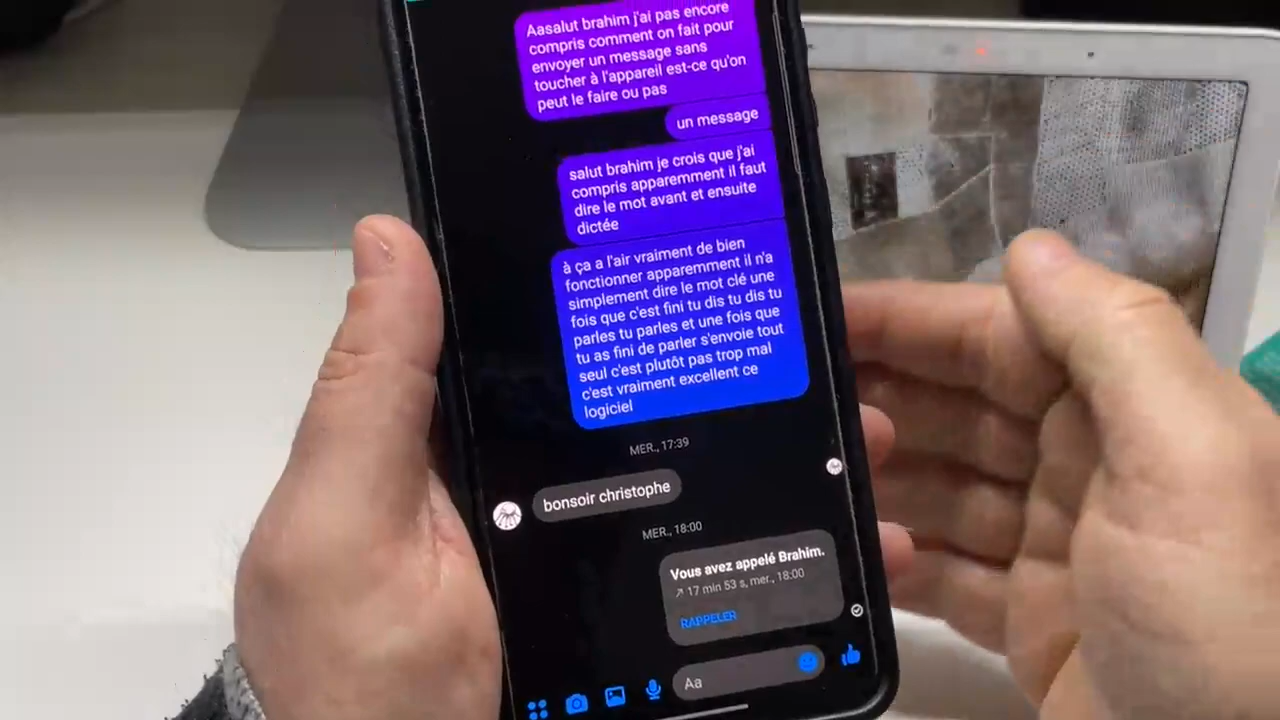 Aasalut brahim j'ai pas encore
compris comment on fait pour
envoyer un message sans
toucher à l'appareil est-ce qu'on
peut le faire ou pas
un message
salut brahim je crois que j'ai
compris apparemment il faut
dire le mot avant et ensuite
dictée
à ça a l'air vraiment de bien
fonctionner apparemment il n'a
simplement dire le mot clé une
fois que c'est fini tu dis tu dis tu
parles tu parles et une fois que
tu as fini de parler s'envoie tout
seul c'est plutôt pas trop mal
c'est vraiment excellent ce
logiciel
MER., 17:39
bonsoir christophe
MER., 18:00
Vous avez appelé Brahim.
↗ 17 min 53 s, mer., 18:00
RAPPELER
Aa